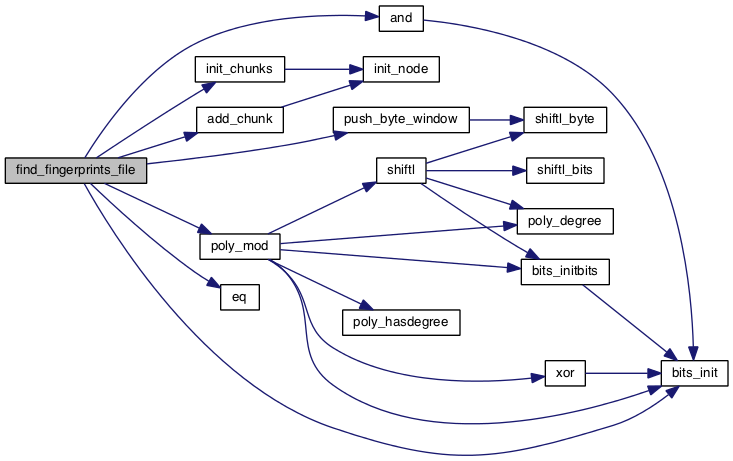 and
init_chunks
init_node
add_chunk
push_byte_window
shiftl_byte
find_fingerprints_file
shiftl
shiftl_bits
poly_degree
poly_mod
bits_initbits
eq
poly_hasdegree
xor
bits_init